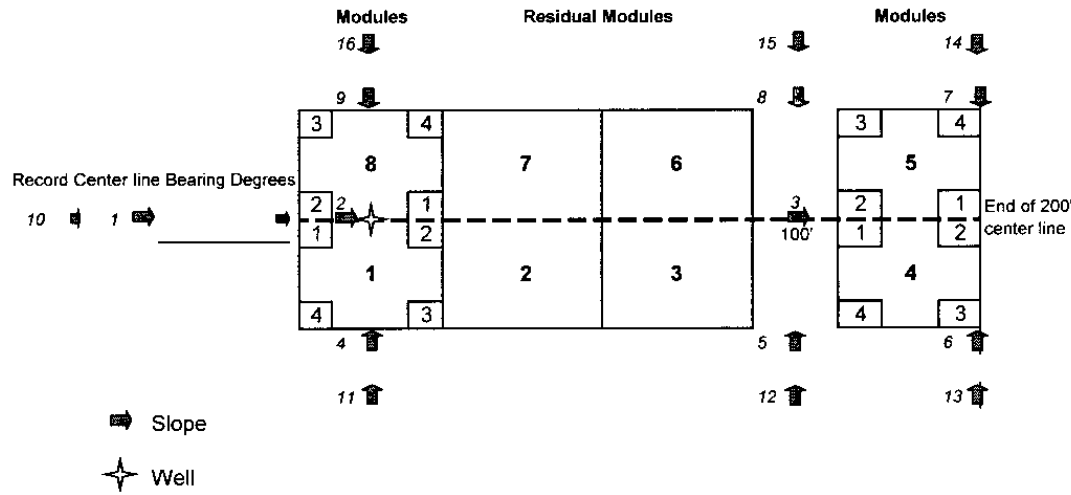 Modules Residual Modules Modules
16 15 14
9 8 7
3 4 3 4
8 7 6 5
Record Center line Bearing Degrees
10 1 2 2 1 3 2 1 End of 200'
1 2 100' 1 2 center line
1 2 3 4
4 3 4 3
4 5 6
11 12 13
Slope
Well